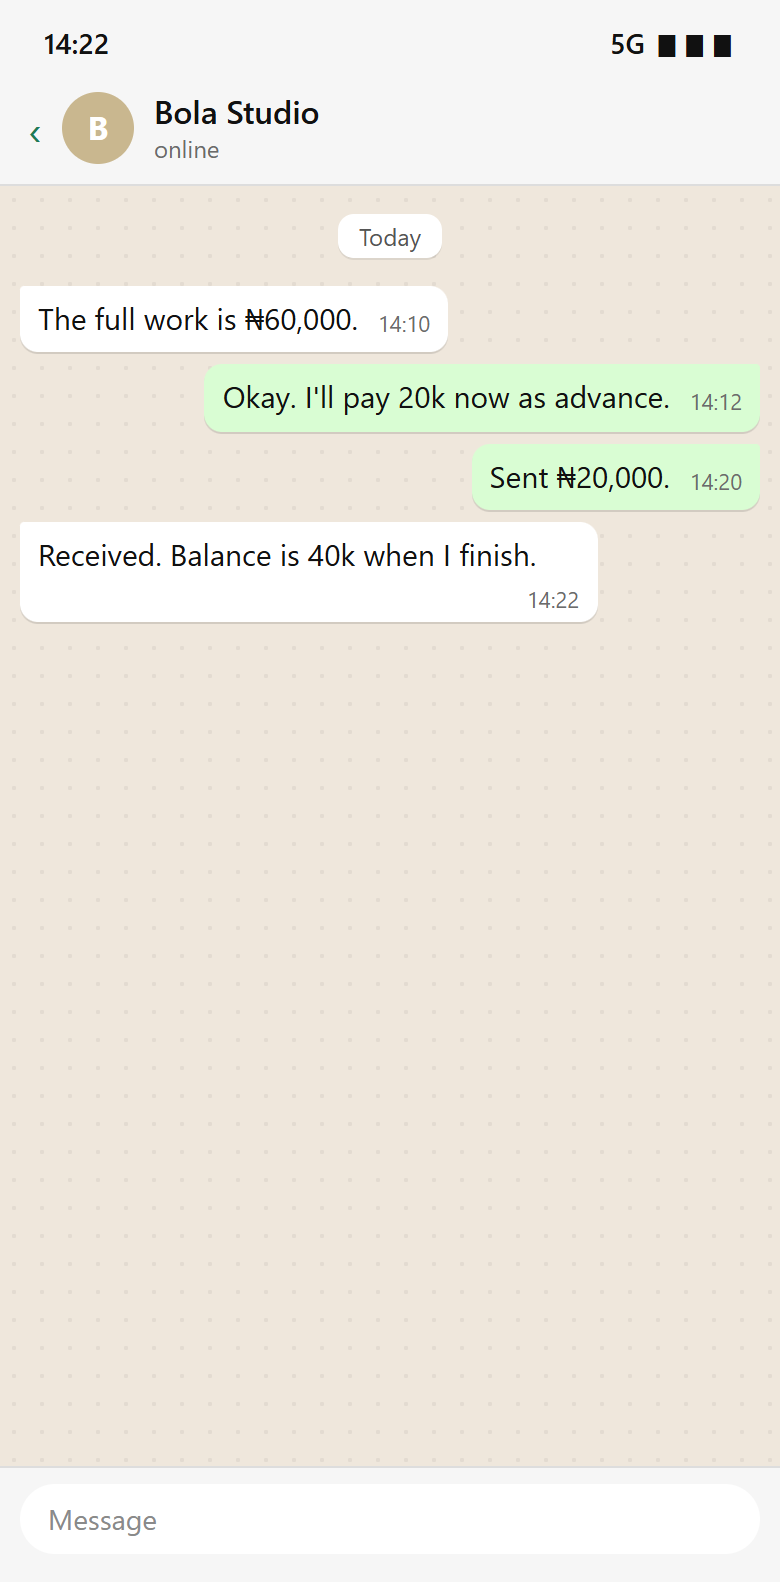 14:22 5G
‹ B Bola Studio
online
Today
The full work is ₦60,000. 14:10
Okay. I'll pay 20k now as advance. 14:12
Sent ₦20,000. 14:20
Received. Balance is 40k when I finish.
14:22
Message